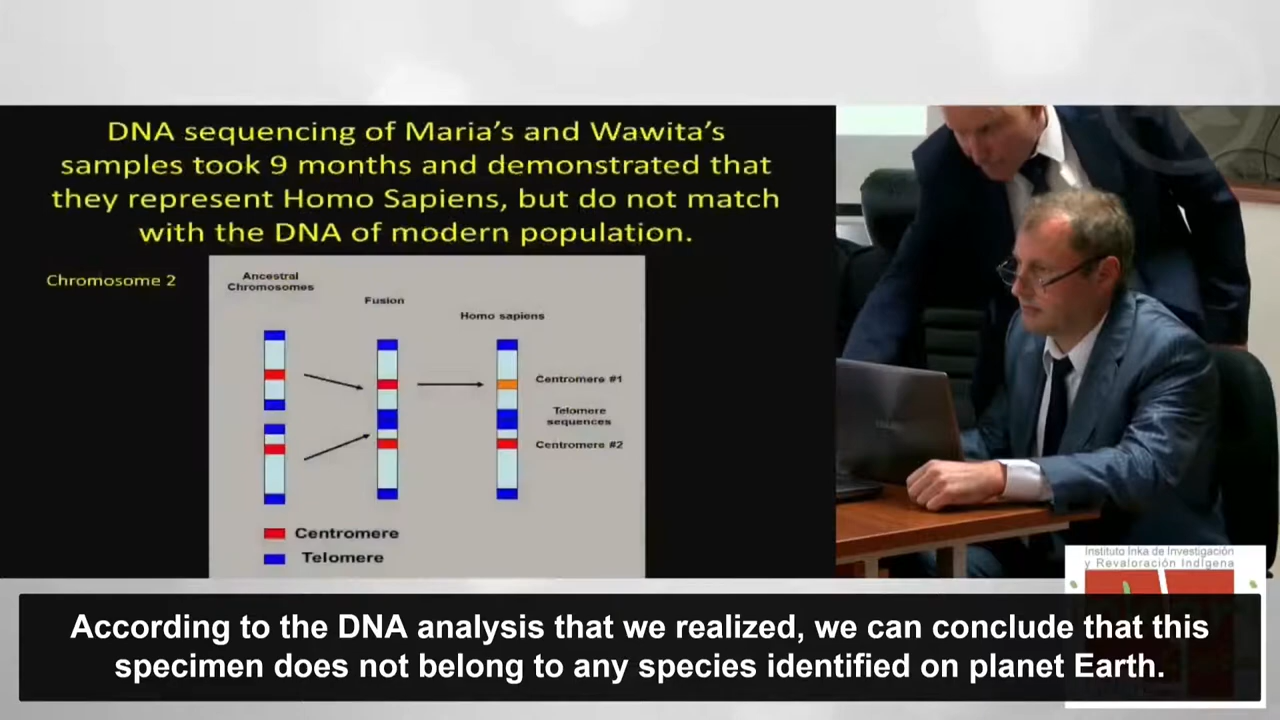 DNA sequencing of Maria's and Wawita's
samples took 9 months and demonstrated that
they represent Homo Sapiens, but do not match
with the DNA of modern population.
Chromosome 2
Ancestral
Chromosomes
Fusion
Homo sapiens
Centromere #1
Telomere
sequences
Centromere #2
Centromere
Telomere
Instituto Inka de Investigación
y Revaloración Indígena
According to the DNA analysis that we realized, we can conclude that this
specimen does not belong to any species identified on planet Earth.